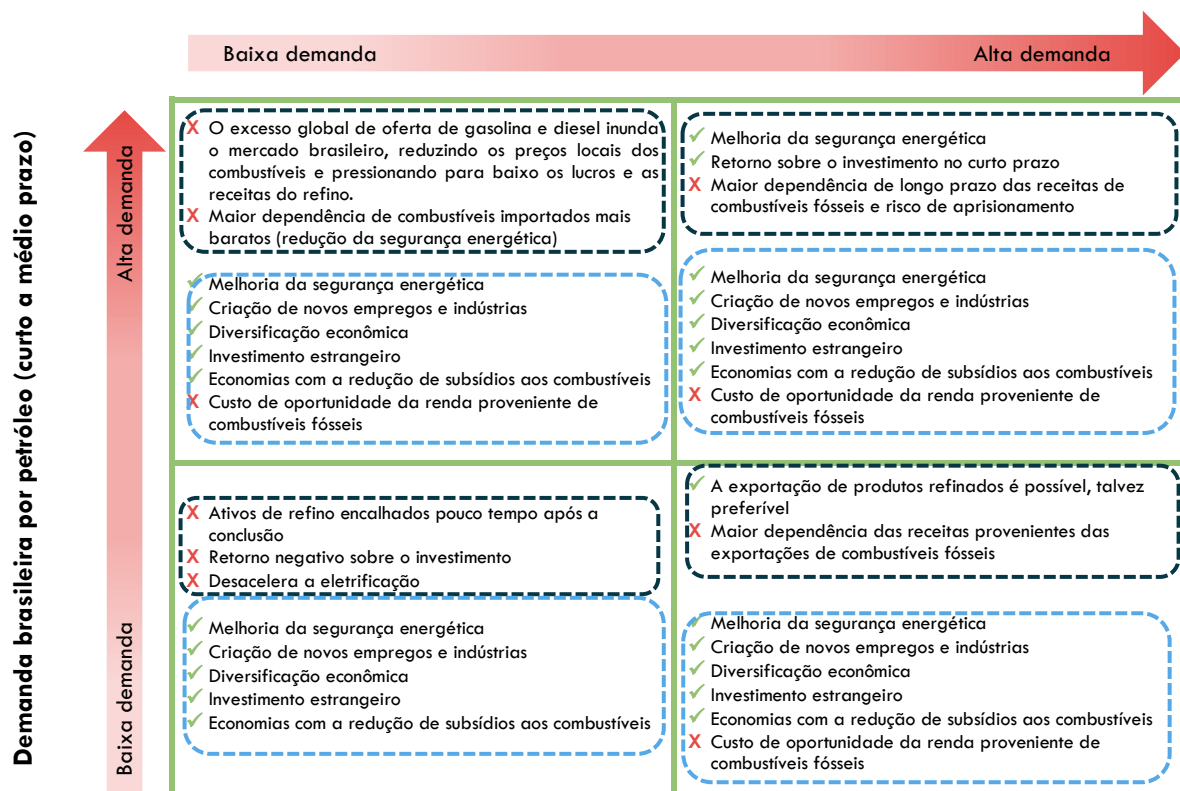 Baixa demanda
Alta demanda
Demanda brasileira por petróleo (curto a médio prazo)
Alta demanda
X O excesso global de oferta de gasolina e diesel inunda
o mercado brasileiro, reduzindo os preços locais dos
combustíveis e pressionando para baixo os lucros e as
receitas do refino.
X Maior dependência de combustíveis importados mais
baratos (redução da segurança energética)
✓ Melhoria da segurança energética
✓ Criação de novos empregos e indústrias
✓ Diversificação econômica
✓ Investimento estrangeiro
✓ Economias com a redução de subsídios aos combustíveis
X Custo de oportunidade da renda proveniente de
combustíveis fósseis
✓ Melhoria da segurança energética
✓ Retorno sobre o investimento no curto prazo
X Maior dependência de longo prazo das receitas de
combustíveis fósseis e risco de aprisionamento
✓ Melhoria da segurança energética
✓ Criação de novos empregos e indústrias
✓ Diversificação econômica
✓ Investimento estrangeiro
✓ Economias com a redução de subsídios aos combustíveis
X Custo de oportunidade da renda proveniente de
combustíveis fósseis
Baixa demanda
X Ativos de refino encalhados pouco tempo após a
conclusão
X Retorno negativo sobre o investimento
X Desacelera a eletrificação
✓ Melhoria da segurança energética
✓ Criação de novos empregos e indústrias
✓ Diversificação econômica
✓ Investimento estrangeiro
✓ Economias com a redução de subsídios aos combustíveis
✓ A exportação de produtos refinados é possível, talvez
preferível
X Maior dependência das receitas provenientes das
exportações de combustíveis fósseis
✓ Melhoria da segurança energética
✓ Criação de novos empregos e indústrias
✓ Diversificação econômica
✓ Investimento estrangeiro
✓ Economias com a redução de subsídios aos combustíveis
X Custo de oportunidade da renda proveniente de
combustíveis fósseis